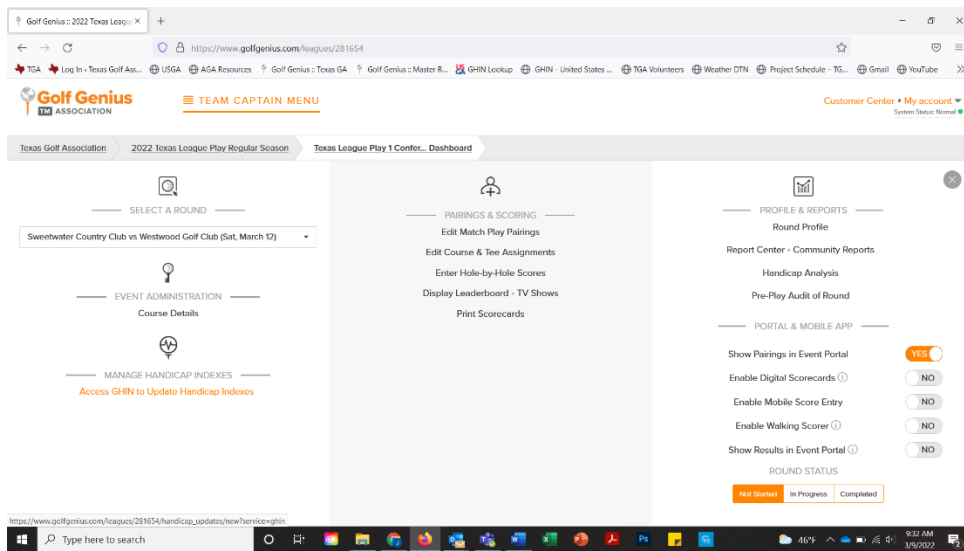 Golf Genius :: 2022 Texas Leagu
https://www.golfgenius.com/leagues/281654
TGA
Log In ‹ Texas Golf Ass...
USGA
AGA Resources
Golf Genius :: Texas GA
Golf Genius :: Master R...
GHIN Lookup
GHIN - United States ...
TGA Volunteers
Weather DTN
Project Schedule – TG...
Gmail
YouTube
Golf Genius
TM ASSOCIATION
TEAM CAPTAIN MENU
Customer Center • My account
System Status: Normal
Texas Golf Association
2022 Texas League Play Regular Season
Texas League Play 1 Confer... Dashboard
SELECT A ROUND
Sweetwater Country Club vs Westwood Golf Club (Sat, March 12)
EVENT ADMINISTRATION
Course Details
MANAGE HANDICAP INDEXES
Access GHIN to Update Handicap Indexes
PAIRINGS & SCORING
Edit Match Play Pairings
Edit Course & Tee Assignments
Enter Hole-by-Hole Scores
Display Leaderboard - TV Shows
Print Scorecards
PROFILE & REPORTS
Round Profile
Report Center - Community Reports
Handicap Analysis
Pre-Play Audit of Round
PORTAL & MOBILE APP
Show Pairings in Event Portal YES
Enable Digital Scorecards NO
Enable Mobile Score Entry NO
Enable Walking Scorer NO
Show Results in Event Portal NO
ROUND STATUS
Not Started In Progress Completed
https://www.golfgenius.com/leagues/281654/handicap_updates/new?service=ghin
Type here to search
46°F
9:32 AM
3/9/2022